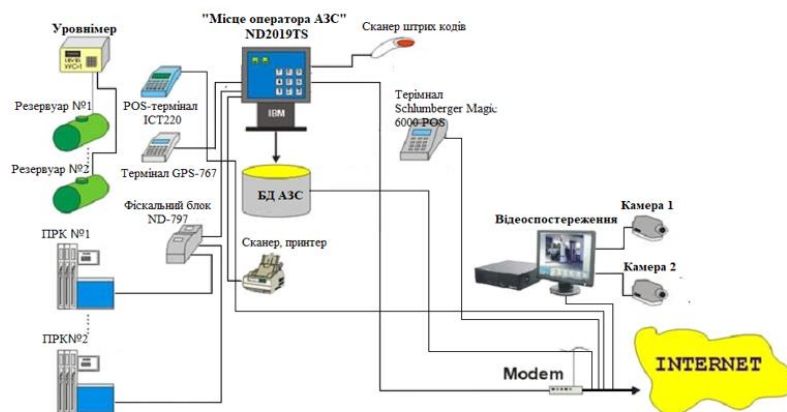 "Місце оператора АЗС"
ND2019TS
Сканер штрих кодів
Уровнімер
POS-термінал
ICT220
Терімнал
Schlumberger Magic
6000 POS
Резервуар №1
IBM
Термінал GPS-767
Резервуар №2
БД АЗС
Фіскальний блок
ND-797
Відеоспостереження
Камера 1
ПРК №1
Сканер, принтер
Камера 2
ПРК№2
Modem
INTERNET